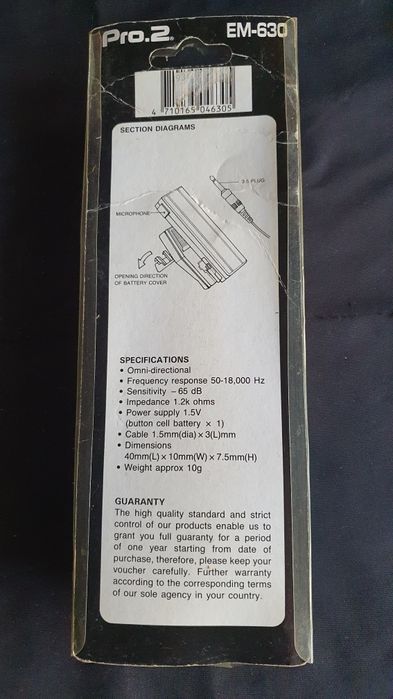 Pro.2® EM-630
4 710165 046305
SECTION DIAGRAMS
3.5 PLUG
MICROPHONE
OPENING DIRECTION
OF BATTERY COVER
SPECIFICATIONS
• Omni-directional
• Frequency response 50-18,000 Hz
• Sensitivity −65 dB
• Impedance 1.2k ohms
• Power supply 1.5V
(button cell battery × 1)
• Cable 1.5mm(dia) × 3(L)mm
• Dimensions
40mm(L) × 10mm(W) × 7.5mm(H)
• Weight approx 10g
GUARANTY
The high quality standard and strict
control of our products enable us to
grant you full guaranty for a period
of one year starting from date of
purchase, therefore, please keep your
voucher carefully. Further warranty
according to the corresponding terms
of our sole agency in your country.